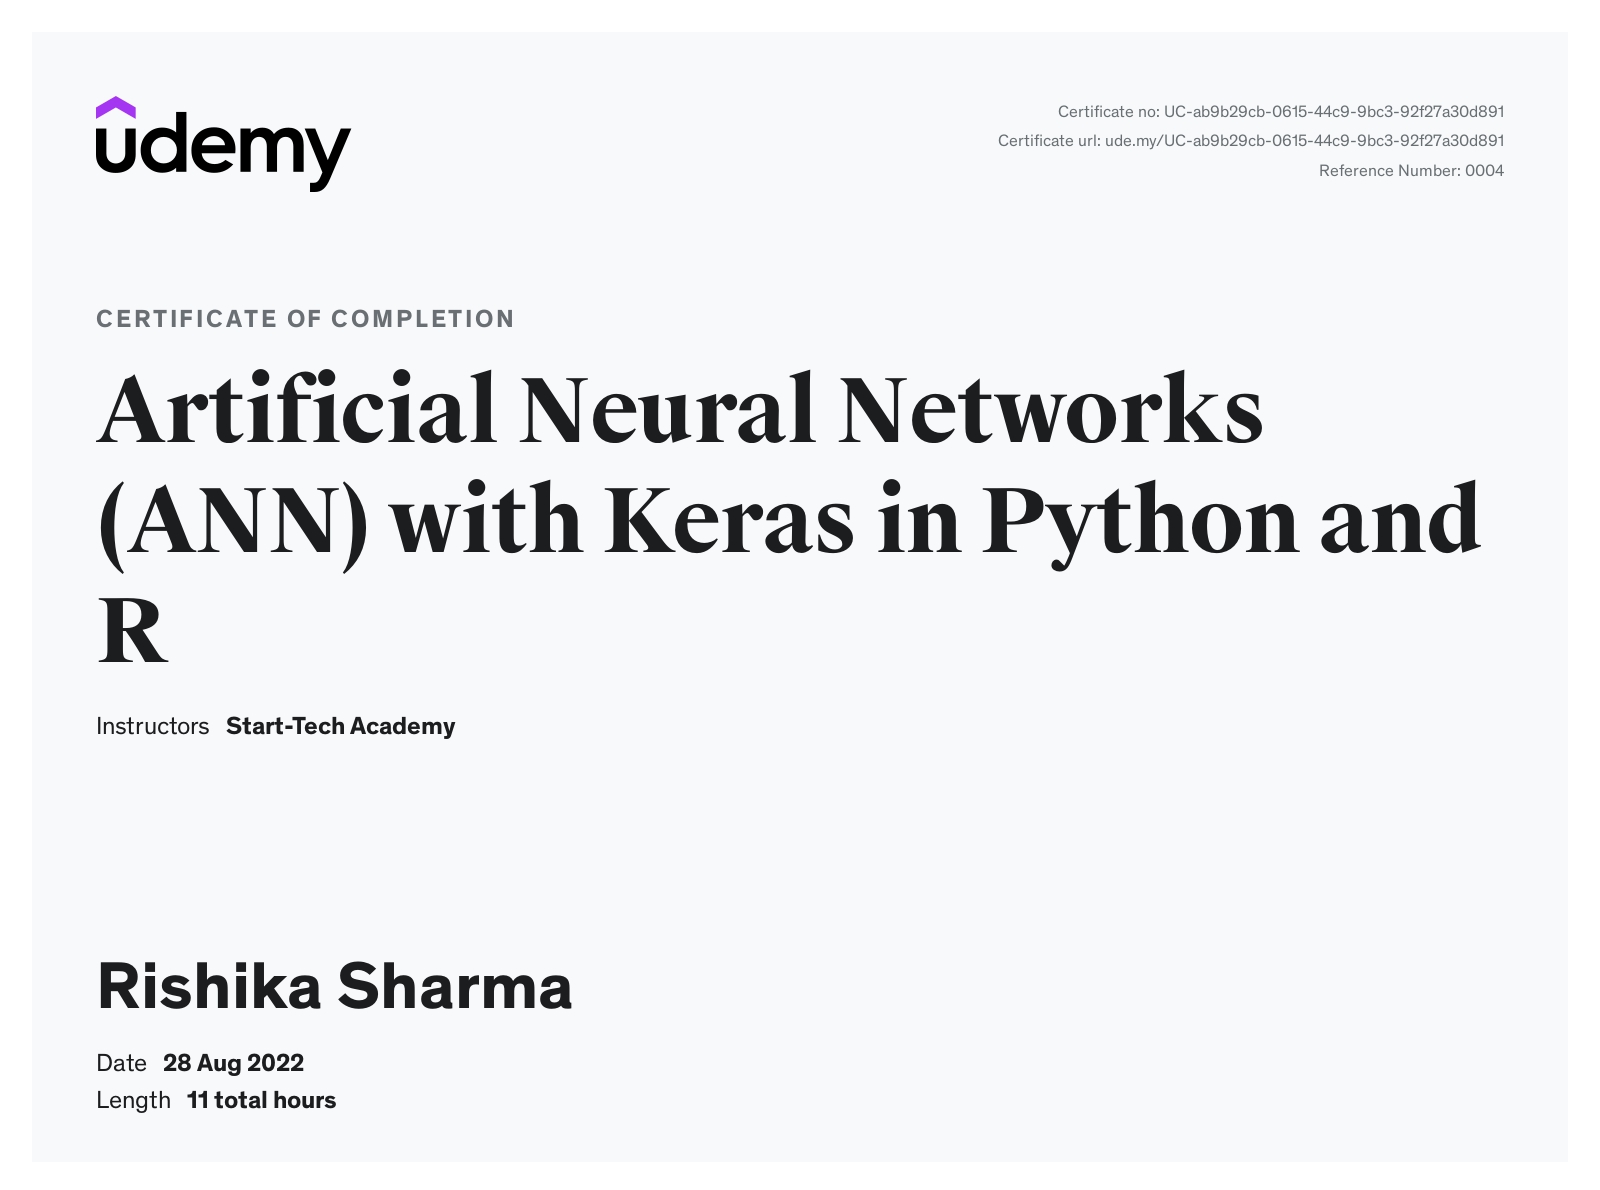 udemy
Certificate no: UC-ab9b29cb-0615-44c9-9bc3-92f27a30d891
Certificate url: ude.my/UC-ab9b29cb-0615-44c9-9bc3-92f27a30d891
Reference Number: 0004
CERTIFICATE OF COMPLETION
Artificial Neural Networks
(ANN) with Keras in Python and
R
Instructors Start-Tech Academy
Rishika Sharma
Date 28 Aug 2022
Length 11 total hours